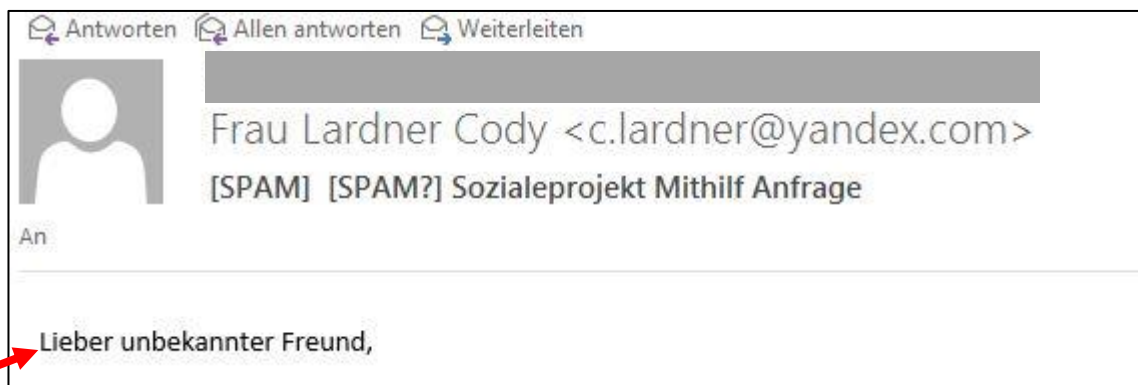 Antworten Allen antworten Weiterleiten
Frau Lardner Cody <c.lardner@yandex.com>
[SPAM] [SPAM?] Sozialeprojekt Mithilf Anfrage
An
Lieber unbekannter Freund,